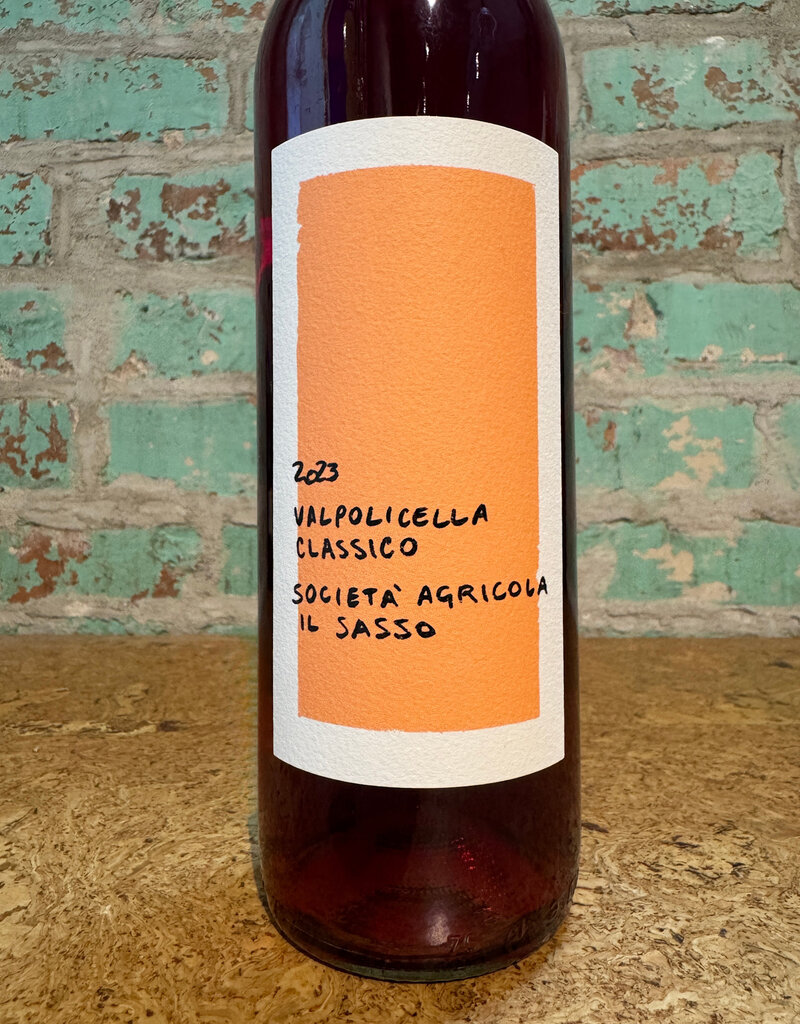 2023
VALPOLICELLA
CLASSICO
SOCIETÀ AGRICOLA
IL SASSO